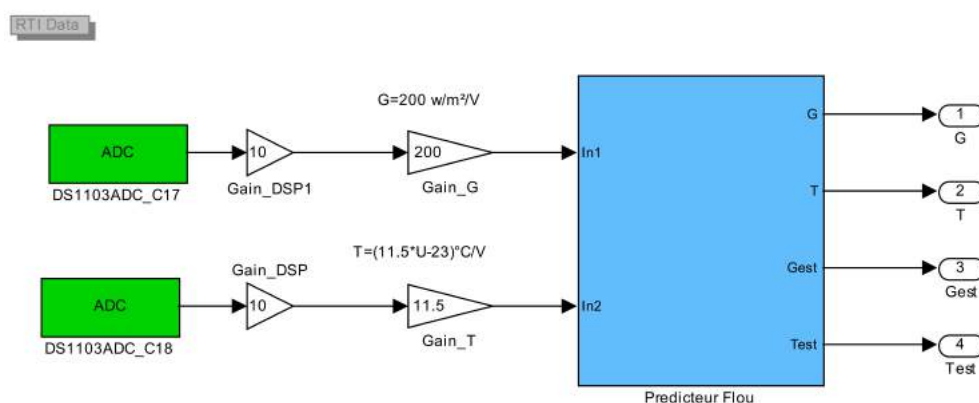 RTI Data
G=200 w/m²/V
ADC
DS1103ADC_C17
10
Gain_DSP1
200
Gain_G
T=(11.5*U-23)°C/V
ADC
DS1103ADC_C18
Gain_DSP
10
11.5
Gain_T
In1
In2
G
T
Gest
Test
Predicteur Flou
1
G
2
T
3
Gest
4
Test